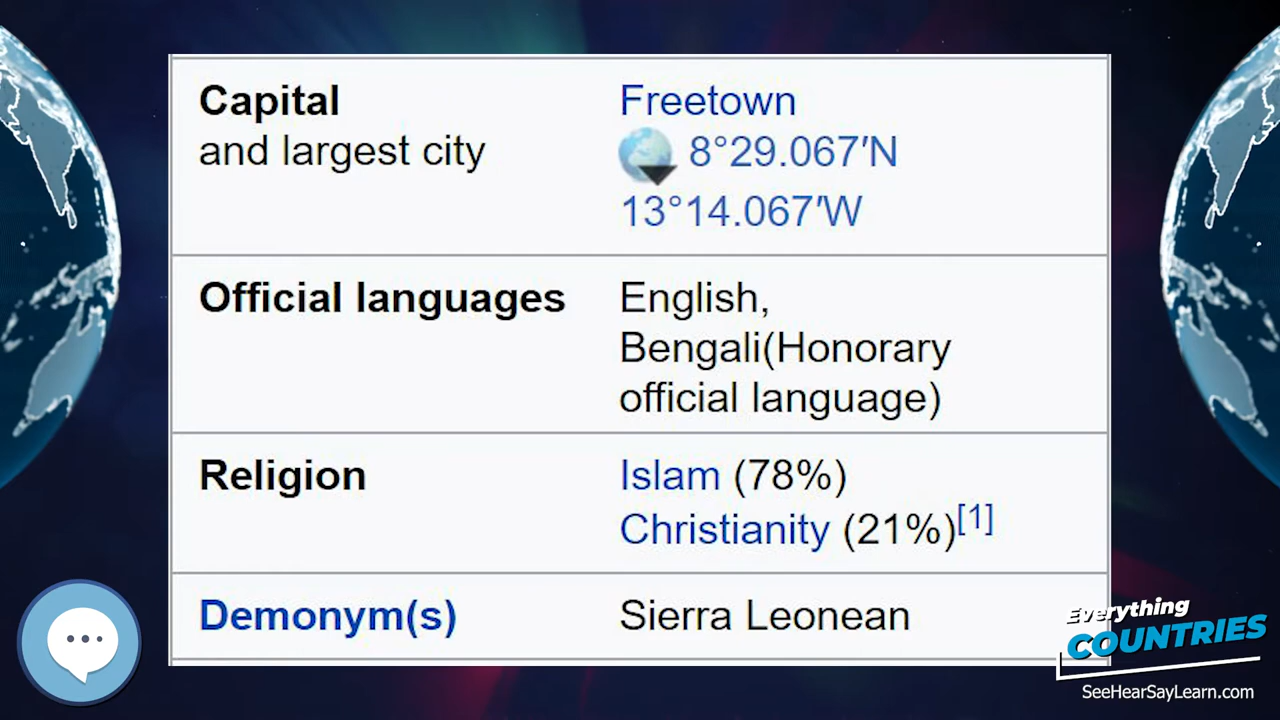 Capital
and largest city
Freetown
8°29.067′N
13°14.067′W
Official languages
English,
Bengali(Honorary
official language)
Religion
Islam (78%)
Christianity (21%)[1]
Demonym(s)
Sierra Leonean
Everything
COUNTRIES
SeeHearSayLearn.com